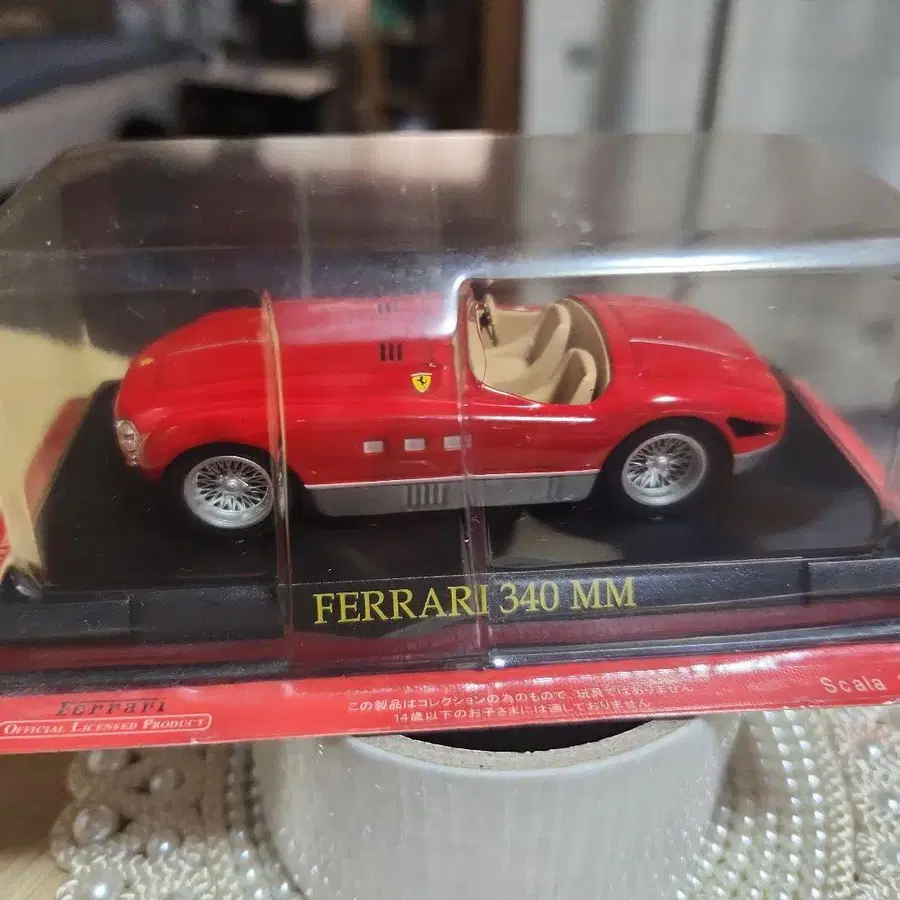 FERRARI 340 MM
Ferrari
OFFICIAL LICENSED PRODUCT
この製品はコレクションの為のもので、玩具ではありません
14歳以下のお子さまには適しておりません
Scala